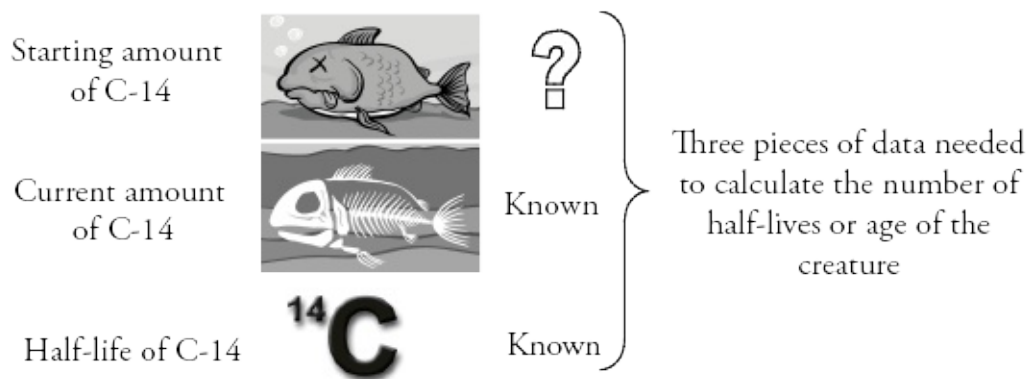 Starting amount
of C-14
?
Current amount
of C-14
Known
Half-life of C-14
14C
Known
Three pieces of data needed
to calculate the number of
half-lives or age of the
creature